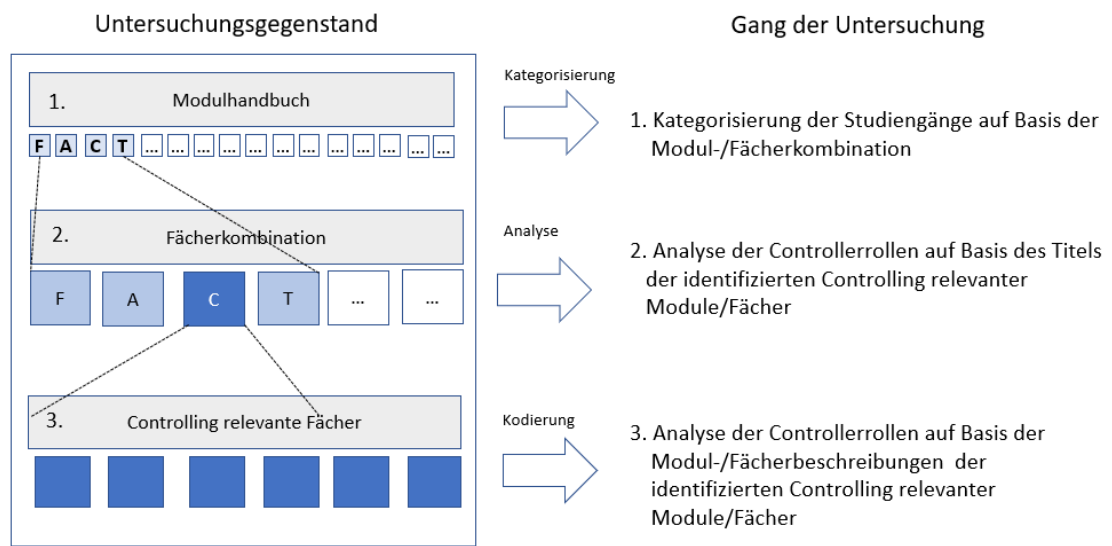 Untersuchungsgegenstand
Gang der Untersuchung
1. Modulhandbuch
F A C T ... ... ... ... ... ... ... ... ... ... ... ...
Kategorisierung
1. Kategorisierung der Studiengänge auf Basis der
Modul-/Fächerkombination
2. Fächerkombination
F A C T ... ...
Analyse
2. Analyse der Controllerrollen auf Basis des Titels
der identifizierten Controlling relevanter
Module/Fächer
3. Controlling relevante Fächer
Kodierung
3. Analyse der Controllerrollen auf Basis der
Modul-/Fächerbeschreibungen der
identifizierten Controlling relevanter
Module/Fächer